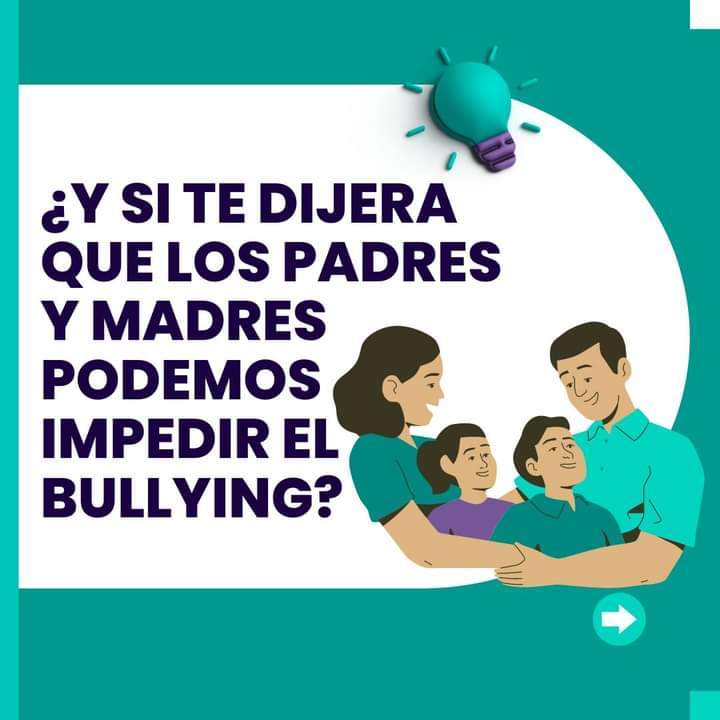 ¿Y SI TE DIJERA
QUE LOS PADRES
Y MADRES
PODEMOS
IMPEDIR EL
BULLYING?